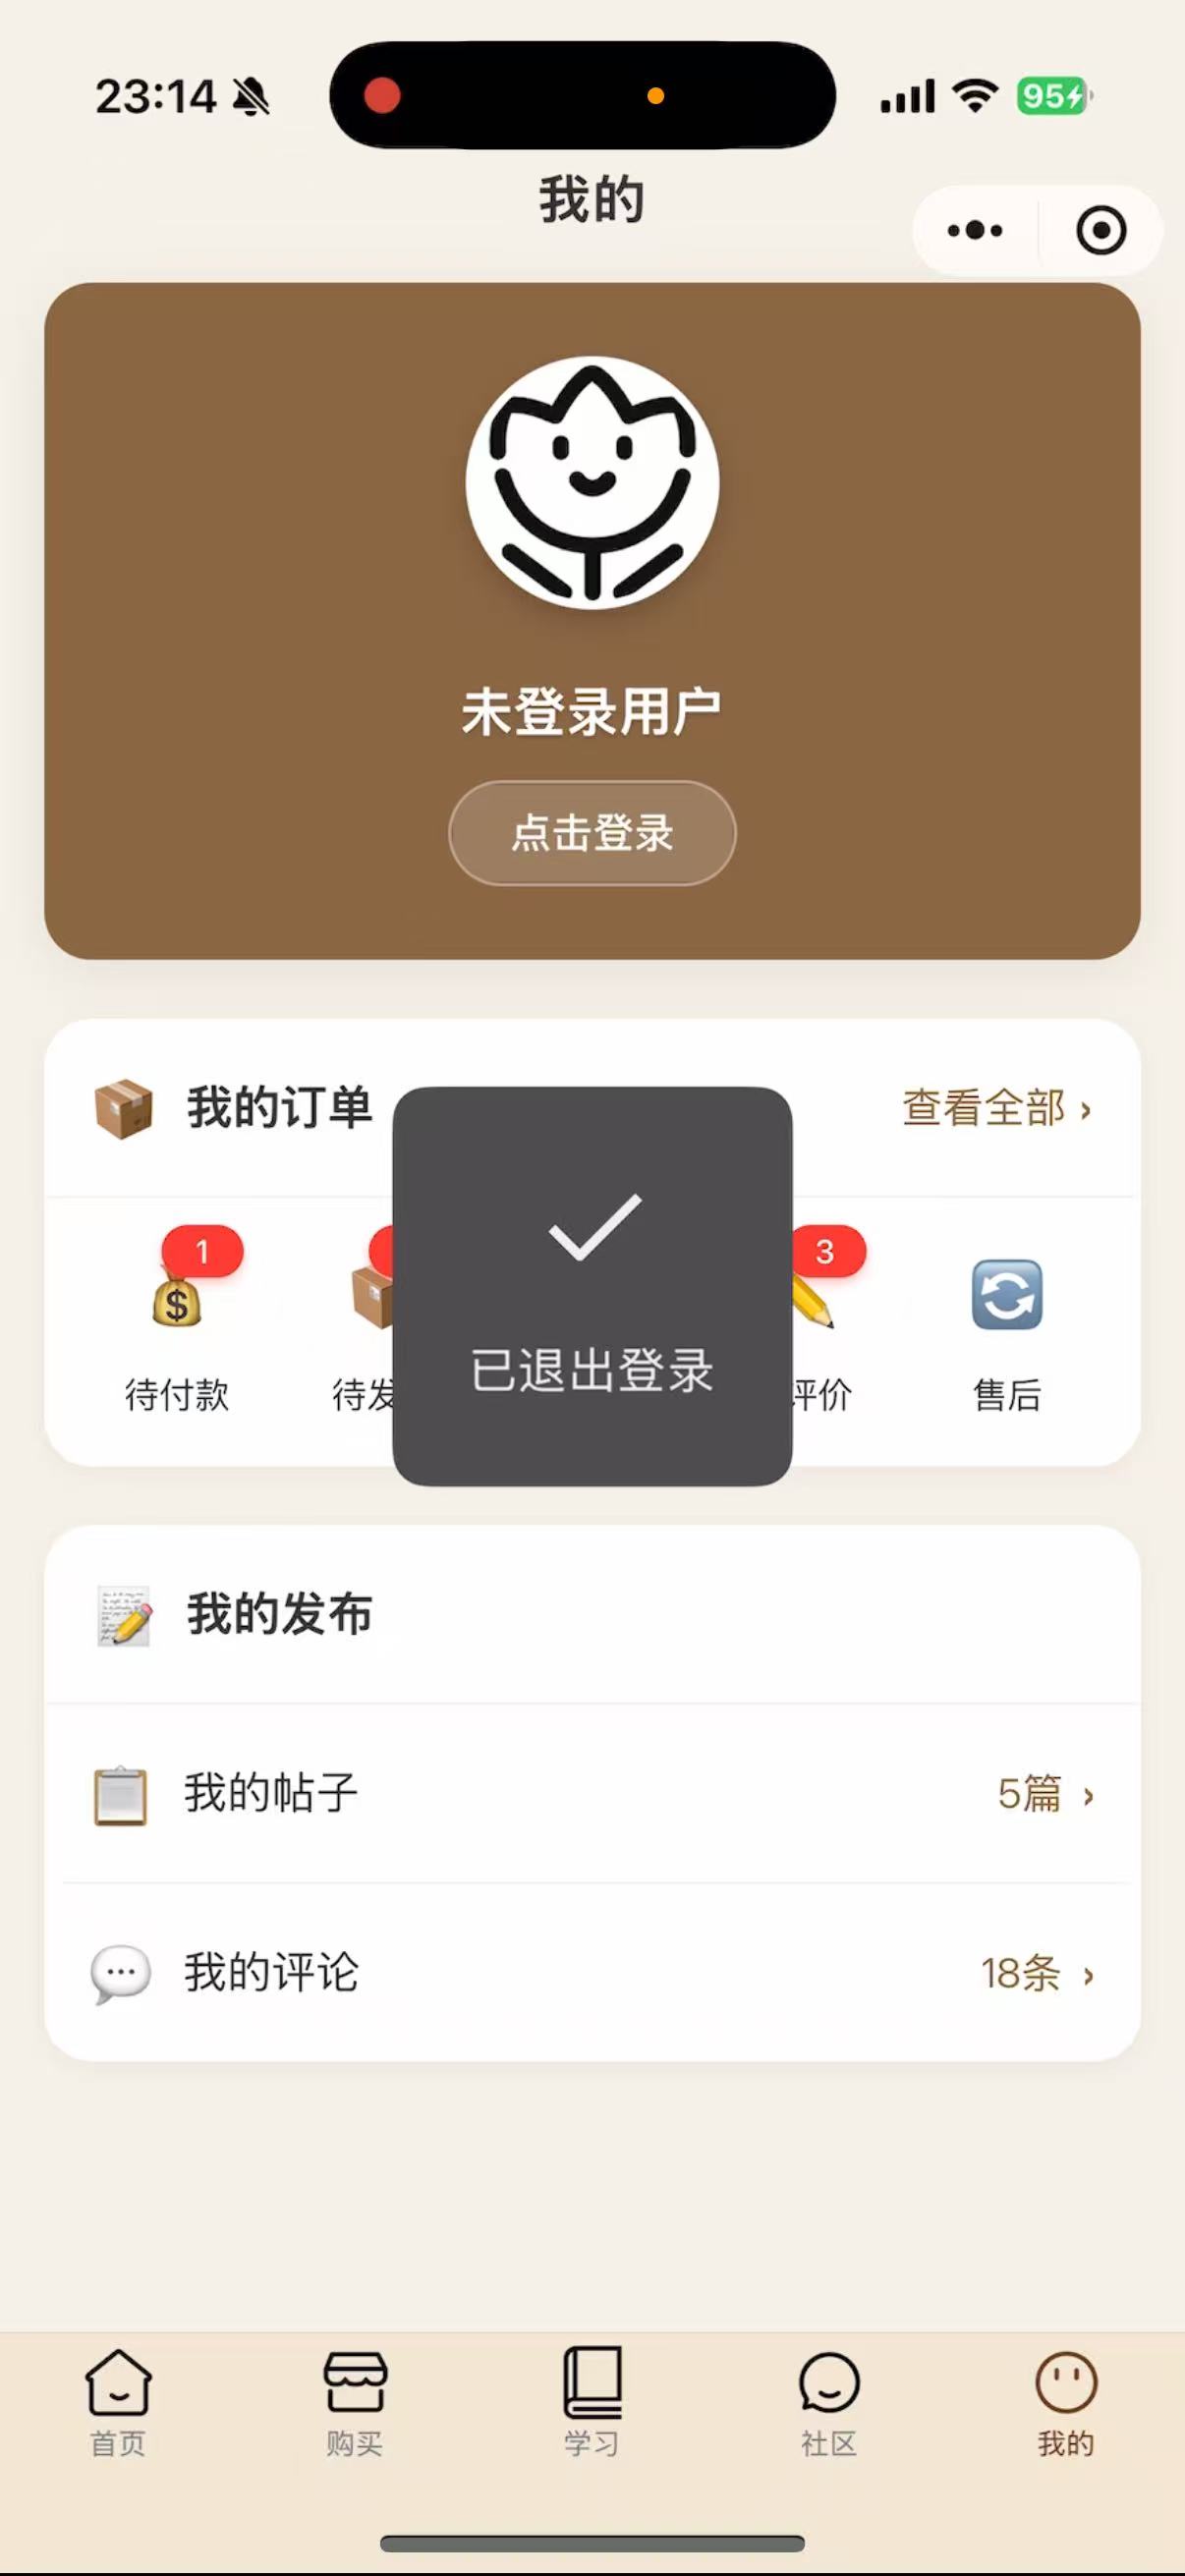 23:14
95
我的
未登录用户
点击登录
我的订单
查看全部 ›
1
3
已退出登录
待付款
待发
评价
售后
我的发布
我的帖子
5篇 ›
我的评论
18条 ›
首页
购买
学习
社区
我的